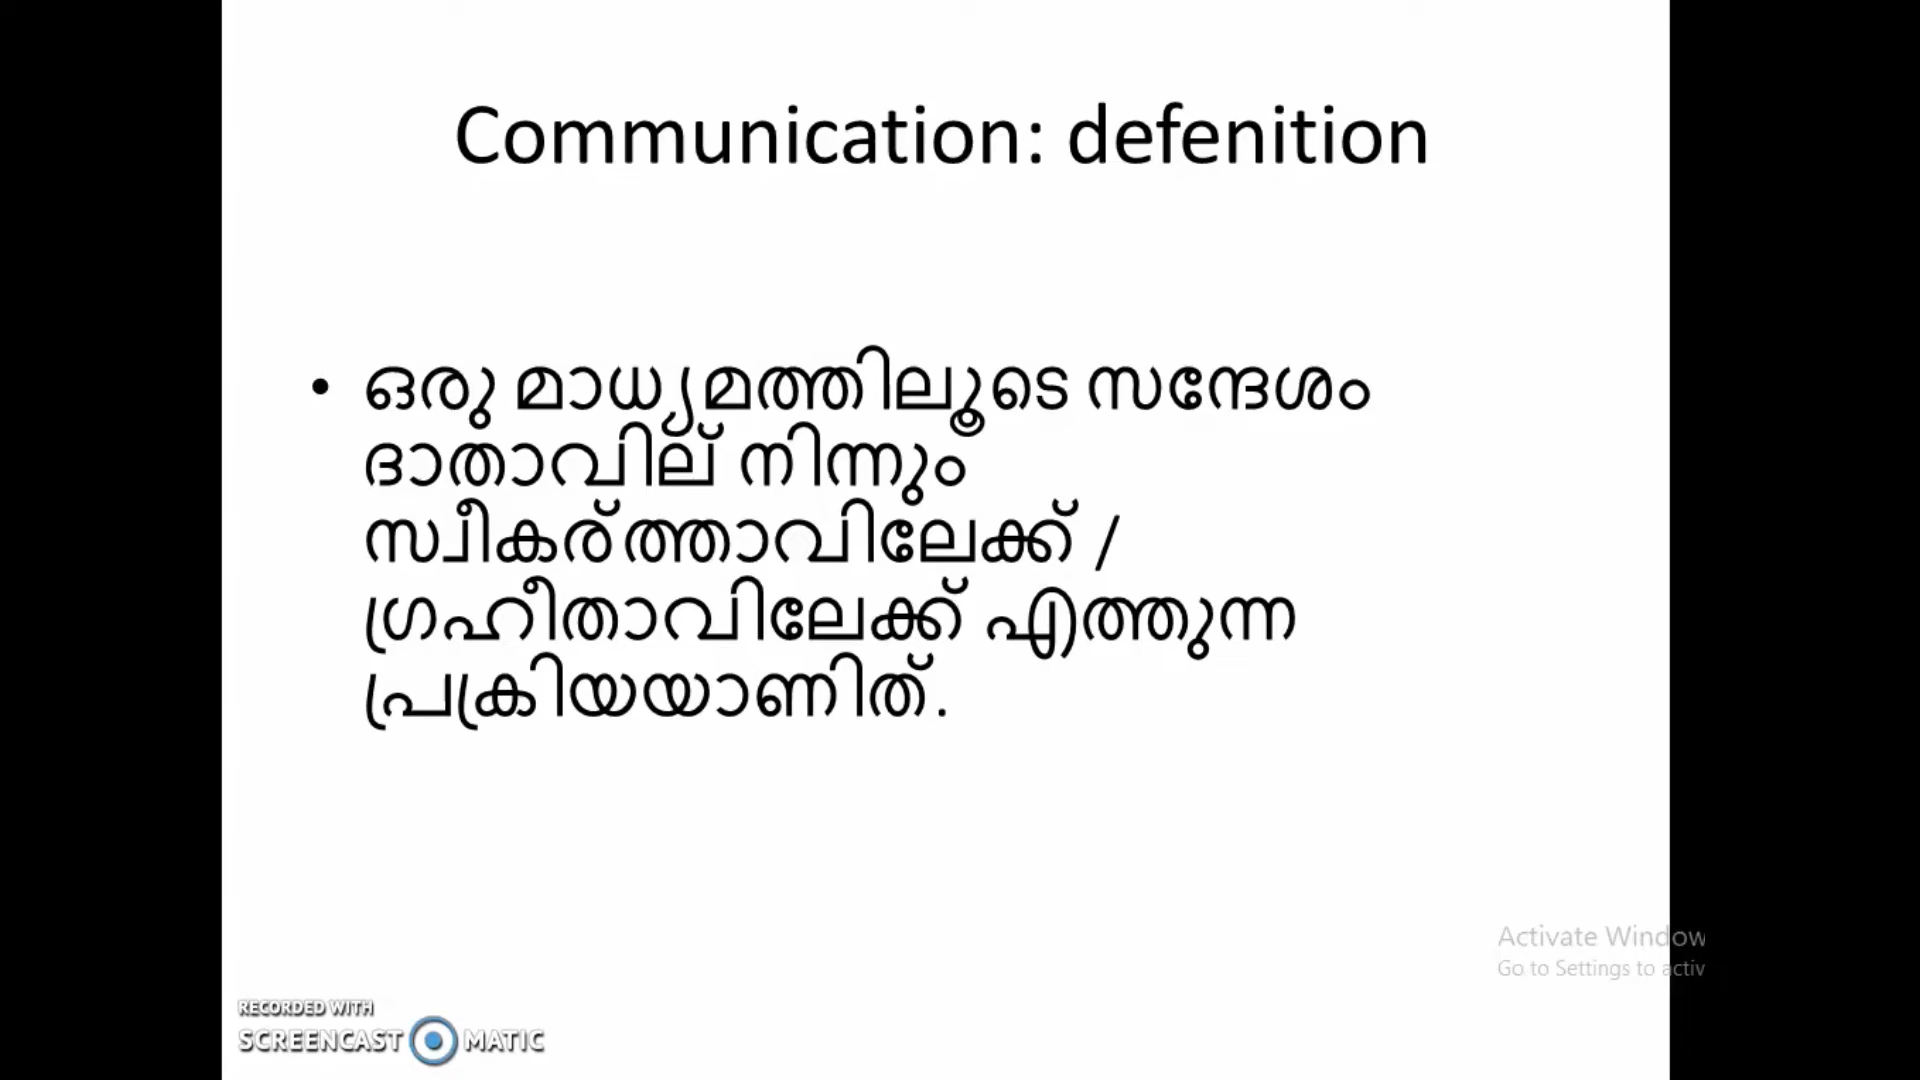 Communication: defenition
• ഒരു മാധ്യമത്തിലൂടെ സന്ദേശം
ദാതാവില് നിന്നും
സ്വീകര്ത്താവിലേക്ക് /
ഗ്രഹീതാവിലേക്ക് എത്തുന്ന
പ്രക്രിയയാണിത്.
Activate Window
Go to Settings to activ
RECORDED WITH
SCREENCAST MATIC